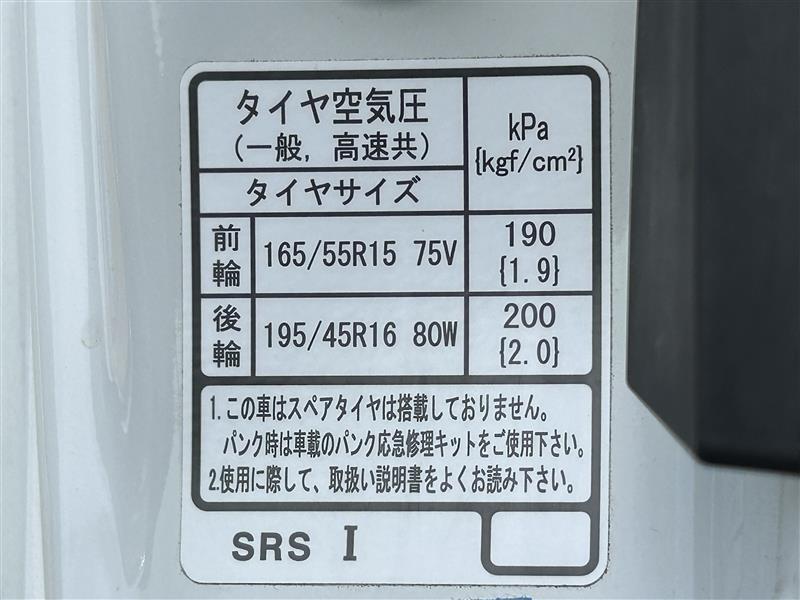 タイヤ空気圧
(一般, 高速共)
kPa
{kgf/cm²}
タイヤサイズ
前輪
165/55R15 75V
190
{1.9}
後輪
195/45R16 80W
200
{2.0}
1.この車はスペアタイヤは搭載しておりません。
パンク時は車載のパンク応急修理キットをご使用下さい。
2.使用に際して、取扱い説明書をよくお読み下さい。
SRS I